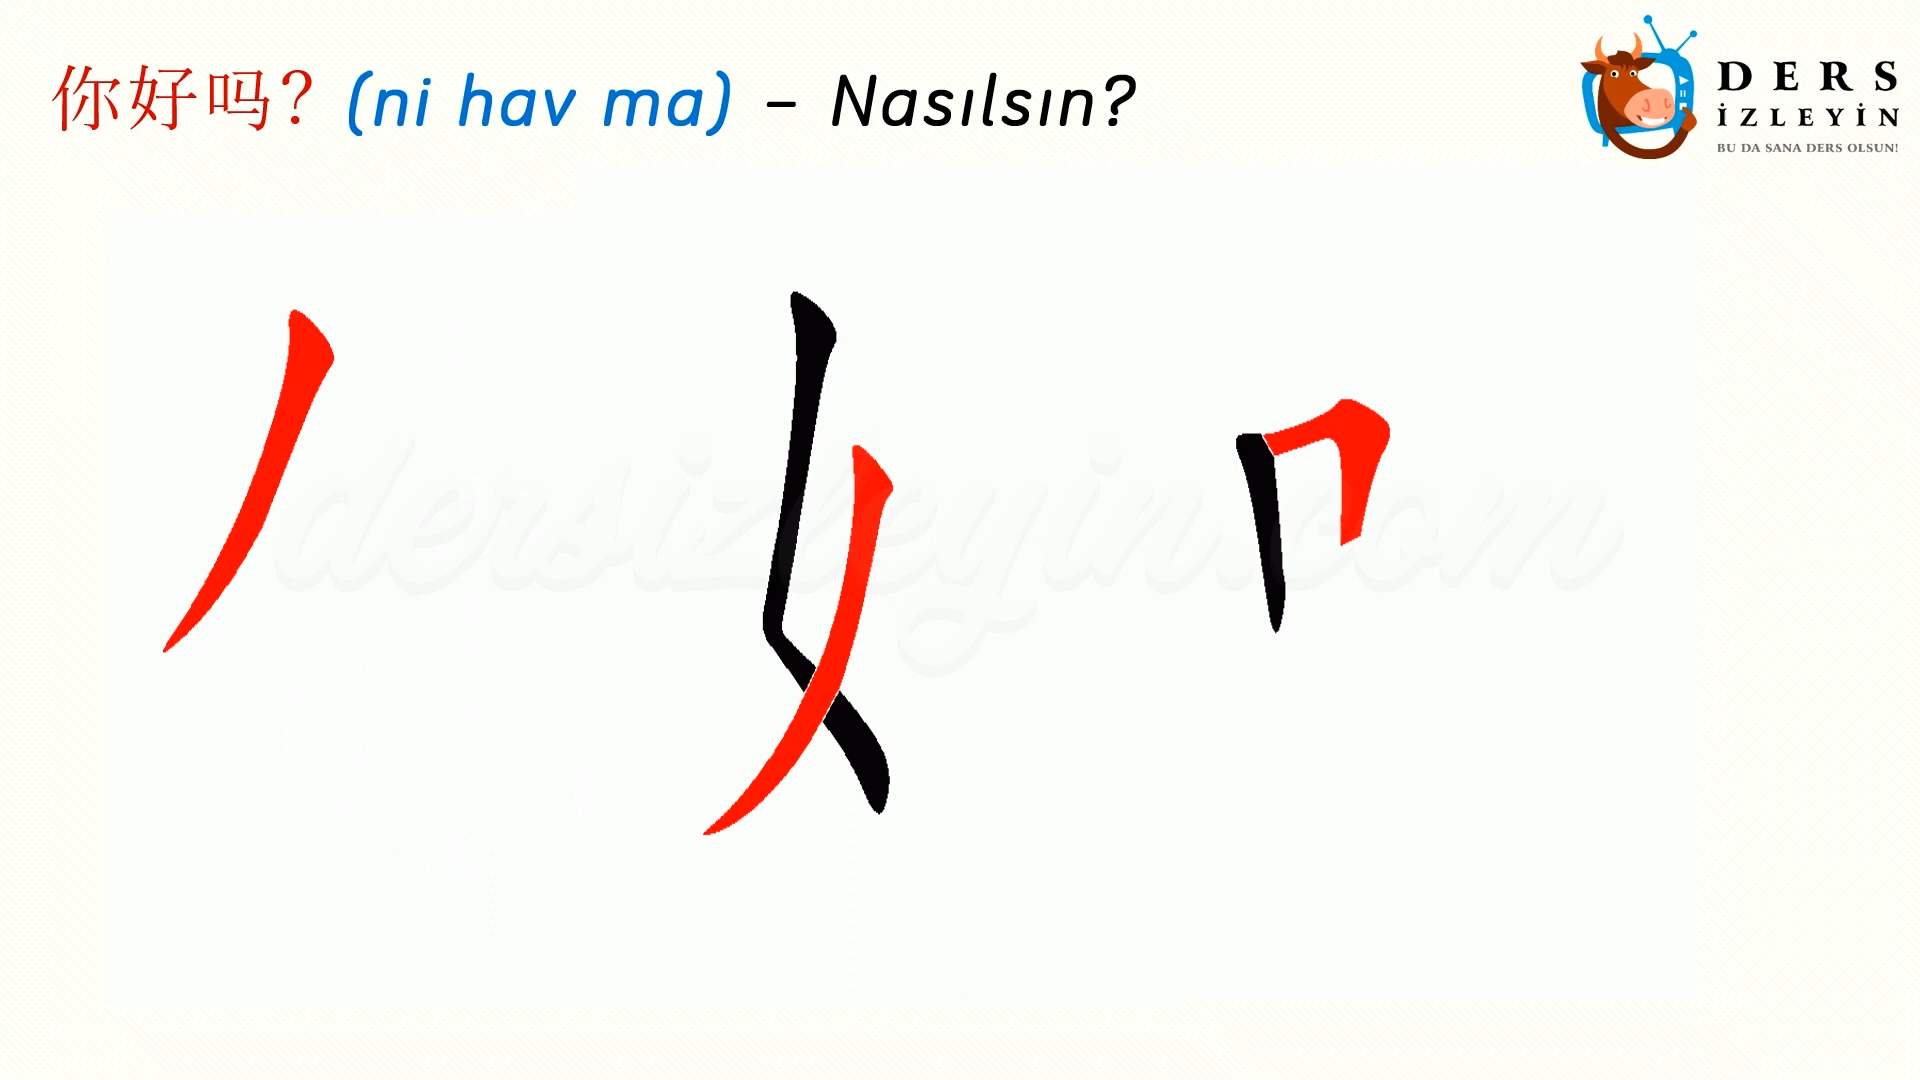 你好吗? (ni hav ma) – Nasılsın?
DERS
İZLEYİN
BU DA SANA DERS OLSUN!
dersizleyin.com